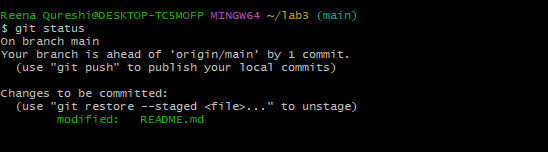 Reena Qureshi@DESKTOP-TC5MOFP MINGW64 ~/lab3 (main)
$ git status
On branch main
Your branch is ahead of 'origin/main' by 1 commit.
  (use "git push" to publish your local commits)

Changes to be committed:
  (use "git restore --staged <file>..." to unstage)
        modified:   README.md